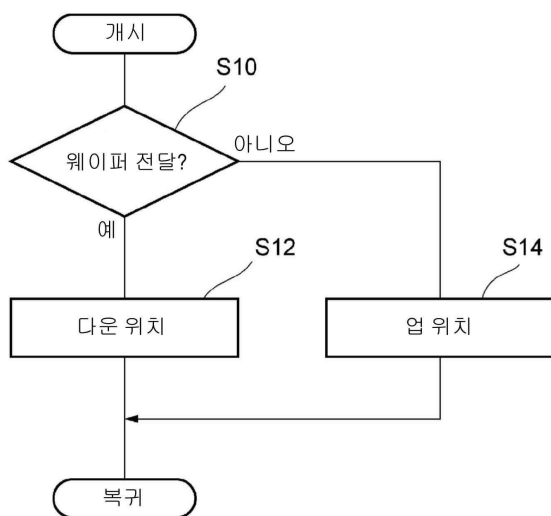 개시
S10
웨이퍼 전달?
아니오
예
S12
S14
다운 위치
업 위치
복귀